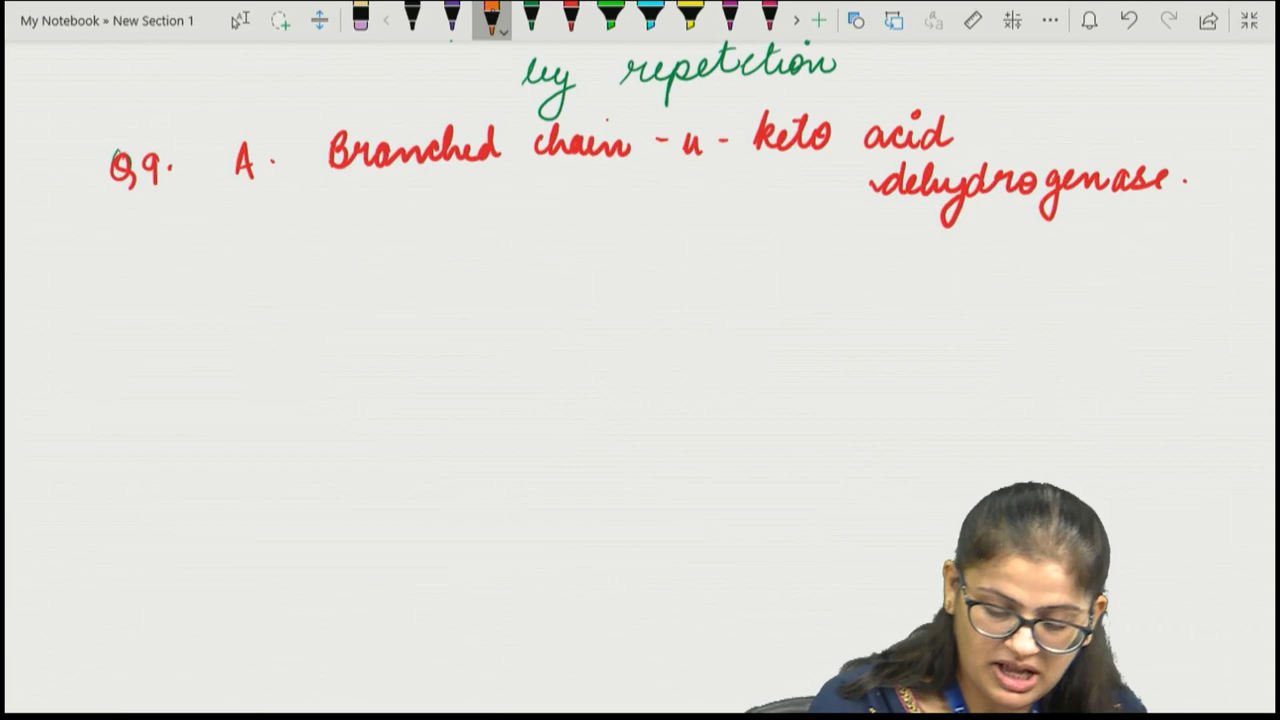 My Notebook » New Section 1
by repetition
Q9. A. Branched chain - u - keto acid
dehydrogenase.